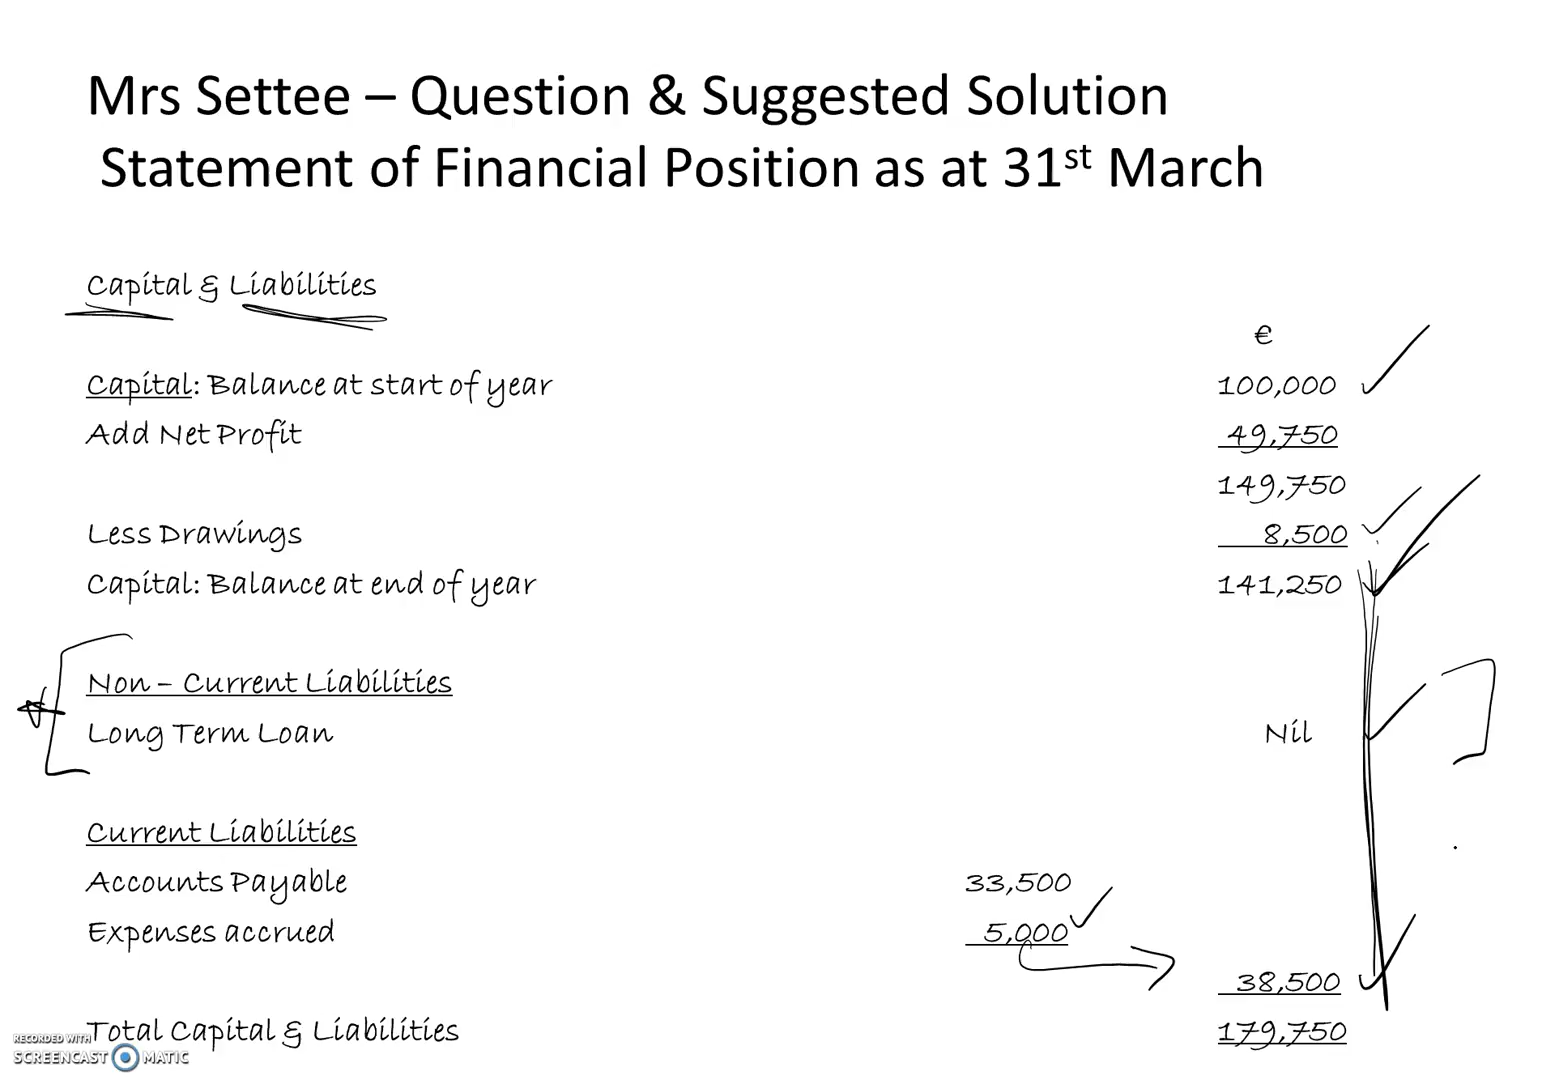 Mrs Settee – Question & Suggested Solution
Statement of Financial Position as at 31st March
Capital & Liabilities
€
Capital: Balance at start of year 100,000
Add Net Profit 49,750
149,750
Less Drawings 8,500
Capital: Balance at end of year 141,250
Non – Current Liabilities
Long Term Loan Nil
Current Liabilities
Accounts Payable 33,500
Expenses accrued 5,000
38,500
Total Capital & Liabilities 179,750
RECORDED WITH
SCREENCAST MATIC